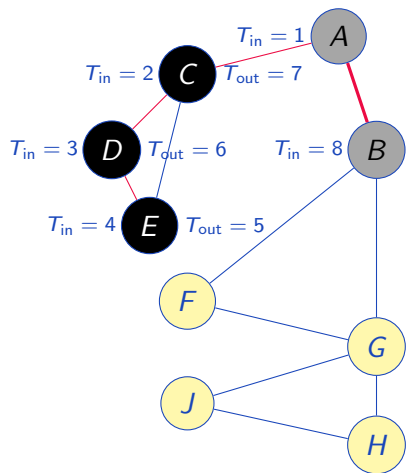 T_in = 1 A
T_in = 2 C T_out = 7
T_in = 3 D T_out = 6
T_in = 8 B
T_in = 4 E T_out = 5
F
G
J
H